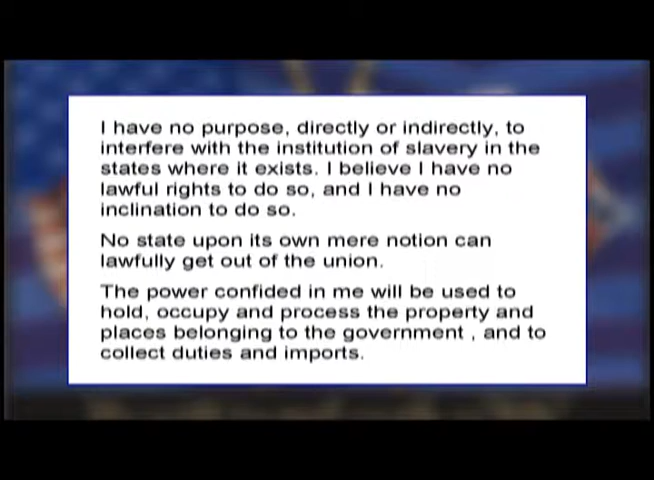 I have no purpose, directly or indirectly, to
interfere with the institution of slavery in the
states where it exists. I believe I have no
lawful rights to do so, and I have no
inclination to do so.
No state upon its own mere notion can
lawfully get out of the union.
The power confided in me will be used to
hold, occupy and process the property and
places belonging to the government , and to
collect duties and imports.